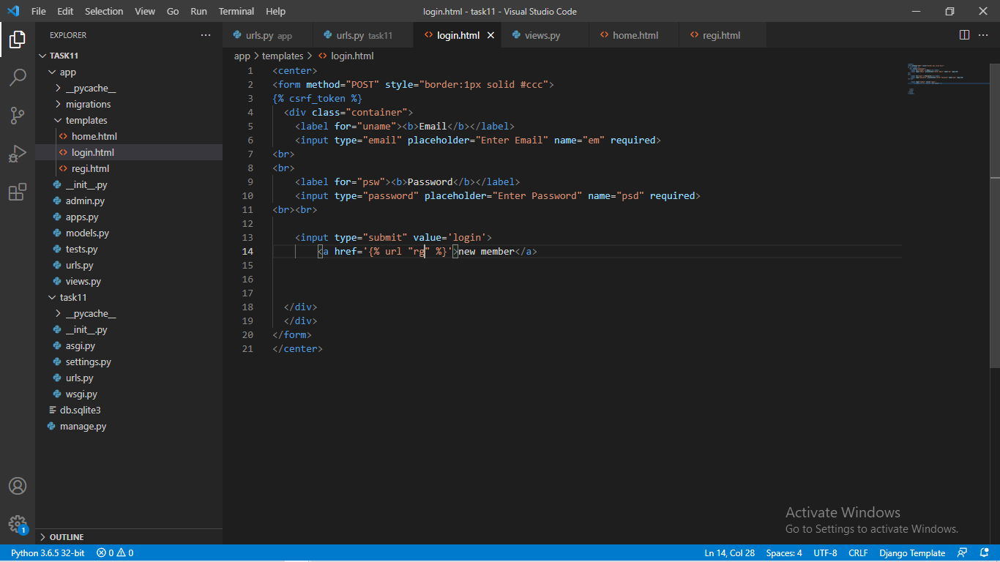 File Edit Selection View Go Run Terminal Help login.html - task11 - Visual Studio Code
EXPLORER ···
TASK11
app
__pycache__
migrations
templates
home.html
login.html
regi.html
__init__.py
admin.py
apps.py
models.py
tests.py
urls.py
views.py
task11
__pycache__
__init__.py
asgi.py
settings.py
urls.py
wsgi.py
db.sqlite3
manage.py
OUTLINE
1
urls.py app urls.py task11 login.html views.py home.html regi.html
app > templates > login.html
1 <center>
2 <form method="POST" style="border:1px solid #ccc">
3 {% csrf_token %}
4 <div class="container">
5 <label for="uname"><b>Email</b></label>
6 <input type="email" placeholder="Enter Email" name="em" required>
7 <br>
8 <br>
9 <label for="psw"><b>Password</b></label>
10 <input type="password" placeholder="Enter Password" name="psd" required>
11 <br><br>
12
13 <input type="submit" value='login'>
14 <a href='{% url "rg" %}'>new member</a>
15
16
17
18 </div>
19 </div>
20 </form>
21 </center>
Activate Windows
Go to Settings to activate Windows.
Python 3.6.5 32-bit 0 0 Ln 14, Col 28 Spaces: 4 UTF-8 CRLF Django Template